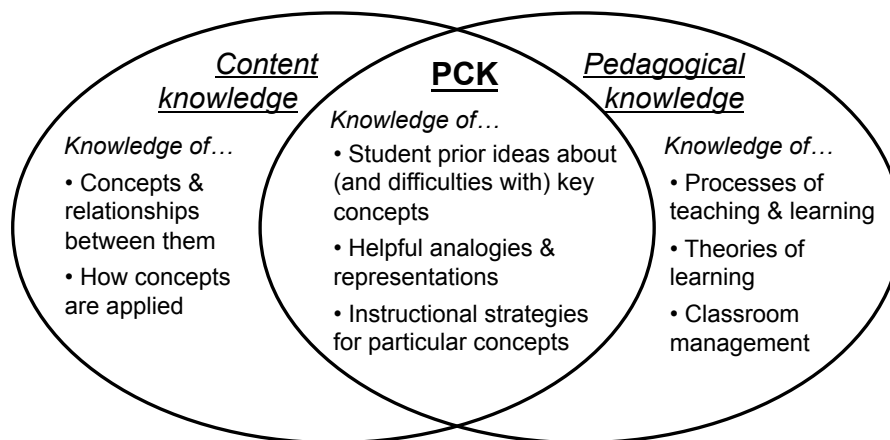 Content
knowledge
Knowledge of…
• Concepts &
relationships
between them
• How concepts
are applied
PCK
Knowledge of…
• Student prior ideas about
(and difficulties with) key
concepts
• Helpful analogies &
representations
• Instructional strategies
for particular concepts
Pedagogical
knowledge
Knowledge of…
• Processes of
teaching & learning
• Theories of
learning
• Classroom
management